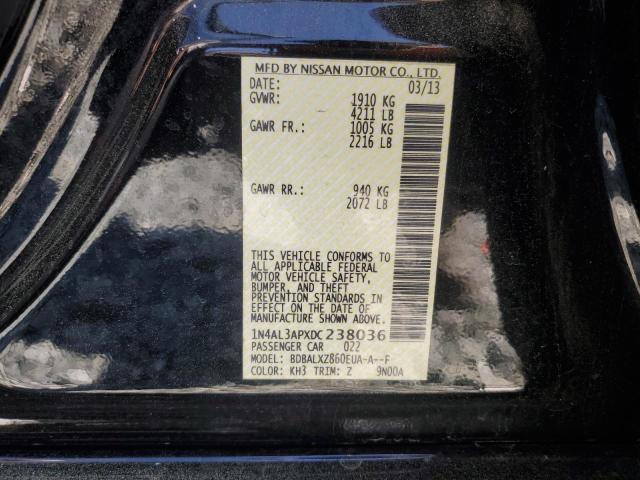 MFD BY NISSAN MOTOR CO., LTD.
DATE: 03/13
GVWR: 1910 KG
4211 LB
GAWR FR.: 1005 KG
2216 LB
GAWR RR.: 940 KG
2072 LB
THIS VEHICLE CONFORMS TO
ALL APPLICABLE FEDERAL
MOTOR VEHICLE SAFETY,
BUMPER, AND THEFT
PREVENTION STANDARDS IN
EFFECT ON THE DATE OF
MANUFACTURE SHOWN ABOVE.
1N4AL3APXDC238036
PASSENGER CAR 022
MODEL: BDBALXZ860EUA-A--F
COLOR: KH3 TRIM: Z 9N00A